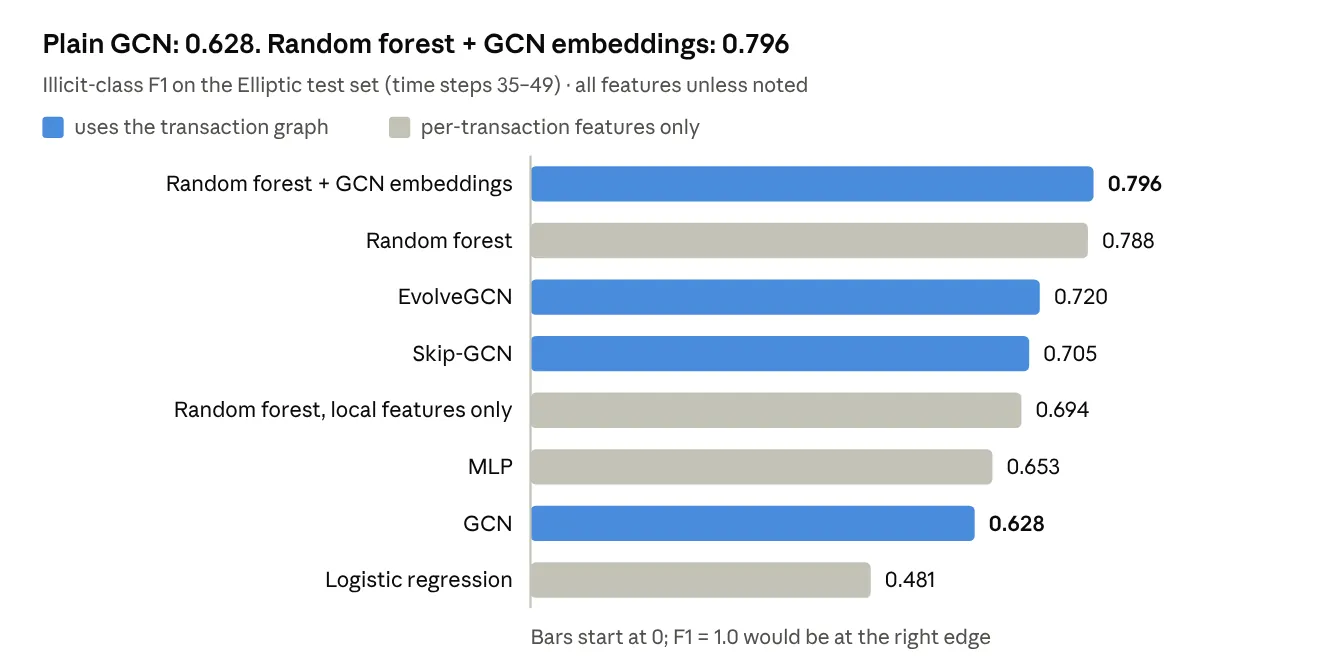 Plain GCN: 0.628. Random forest + GCN embeddings: 0.796
Illicit-class F1 on the Elliptic test set (time steps 35–49) · all features unless noted
uses the transaction graph per-transaction features only
Random forest + GCN embeddings 0.796
Random forest 0.788
EvolveGCN 0.720
Skip-GCN 0.705
Random forest, local features only 0.694
MLP 0.653
GCN 0.628
Logistic regression 0.481
Bars start at 0; F1 = 1.0 would be at the right edge